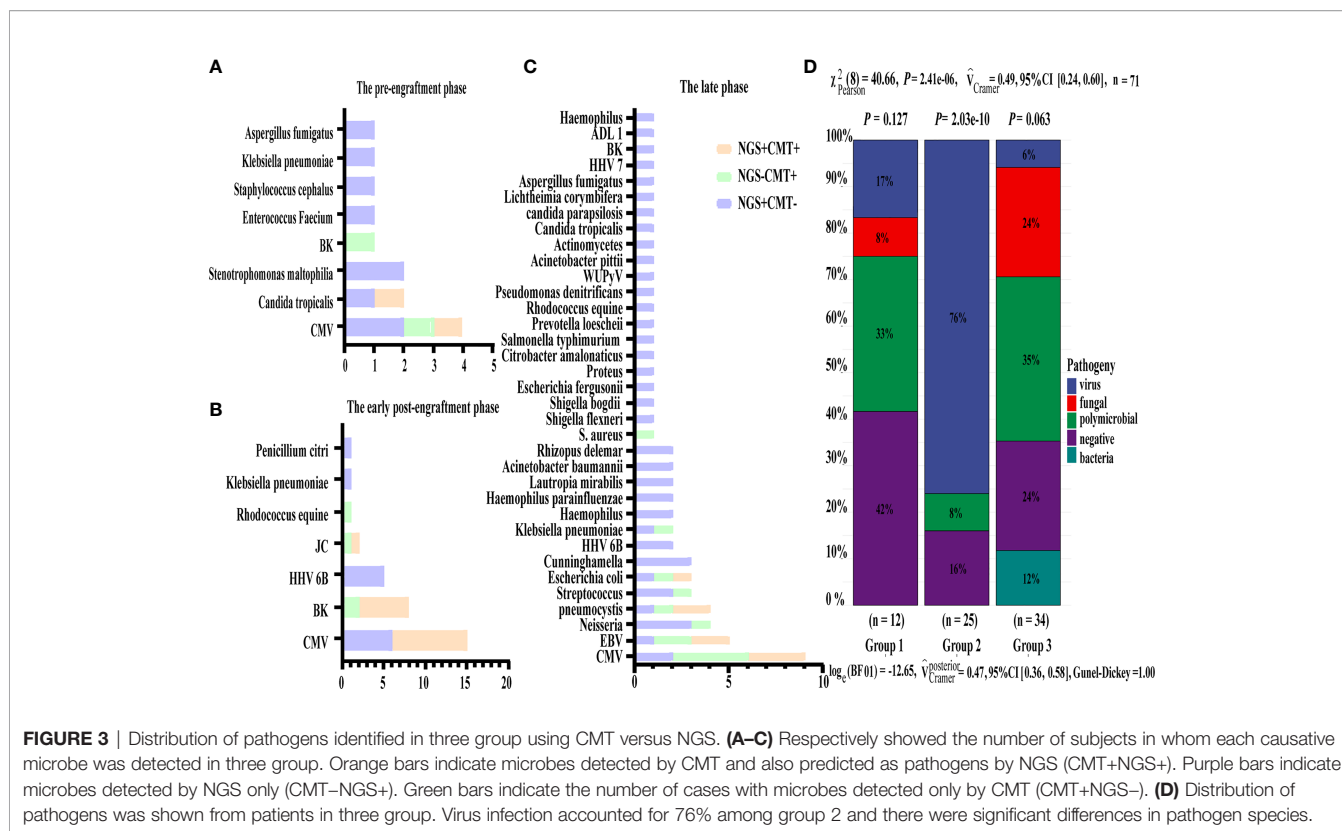 A
The pre-engraftment phase
Aspergillus fumigatus
Klebsiella pneumoniae
Staphylococcus cephalus
Enterococcus Faecium
BK
Stenotrophomonas maltophilia
Candida tropicalis
CMV
0 1 2 3 4 5
B
The early post-engraftment phase
Penicillium citri
Klebsiella pneumoniae
Rhodococcus equine
JC
HHV 6B
BK
CMV
0 5 10 15 20
C
The late phase
Haemophilus
ADL 1
BK
HHV 7
Aspergillus fumigatus
Lichtheimia corymbifera
candida parapsilosis
Candida tropicalis
Actinomycetes
Acinetobacter pittii
WUPyV
Pseudomonas denitrificans
Rhodococcus equine
Prevotella loescheii
Salmonella typhimurium
Citrobacter amalonaticus
Proteus
Escherichia fergusonii
Shigella bogdii
Shigella flexneri
S. aureus
Rhizopus delemar
Acinetobacter baumannii
Lautropia mirabilis
Haemophilus parainfluenzae
Haemophilus
Klebsiella pneumoniae
HHV 6B
Cunninghamella
Escherichia coli
Streptococcus
pneumocystis
Neisseria
EBV
CMV
0 5 10
NGS+CMT+
NGS-CMT+
NGS+CMT-
D
χ²Pearson(8) = 40.66, P = 2.41e-06, V̂Cramer = 0.49, 95%CI [0.24, 0.60], n = 71
P = 0.127 P = 2.03e-10 P = 0.063
100%
90%
80%
70%
60%
50%
40%
30%
20%
10%
0 %
17%
8%
33%
42%
76%
8%
16%
6%
24%
35%
24%
12%
(n = 12) (n = 25) (n = 34)
Group 1 Group 2 Group 3
log e (BF01) = -12.65, V̂posterior Cramer = 0.47, 95%CI [0.36, 0.58], Gunel-Dickey =1.00
Pathogeny
virus
fungal
polymicrobial
negative
bacteria
FIGURE 3 | Distribution of pathogens identified in three group using CMT versus NGS. (A–C) Respectively showed the number of subjects in whom each causative
microbe was detected in three group. Orange bars indicate microbes detected by CMT and also predicted as pathogens by NGS (CMT+NGS+). Purple bars indicate
microbes detected by NGS only (CMT−NGS+). Green bars indicate the number of cases with microbes detected only by CMT (CMT+NGS−). (D) Distribution of
pathogens was shown from patients in three group. Virus infection accounted for 76% among group 2 and there were significant differences in pathogen species.